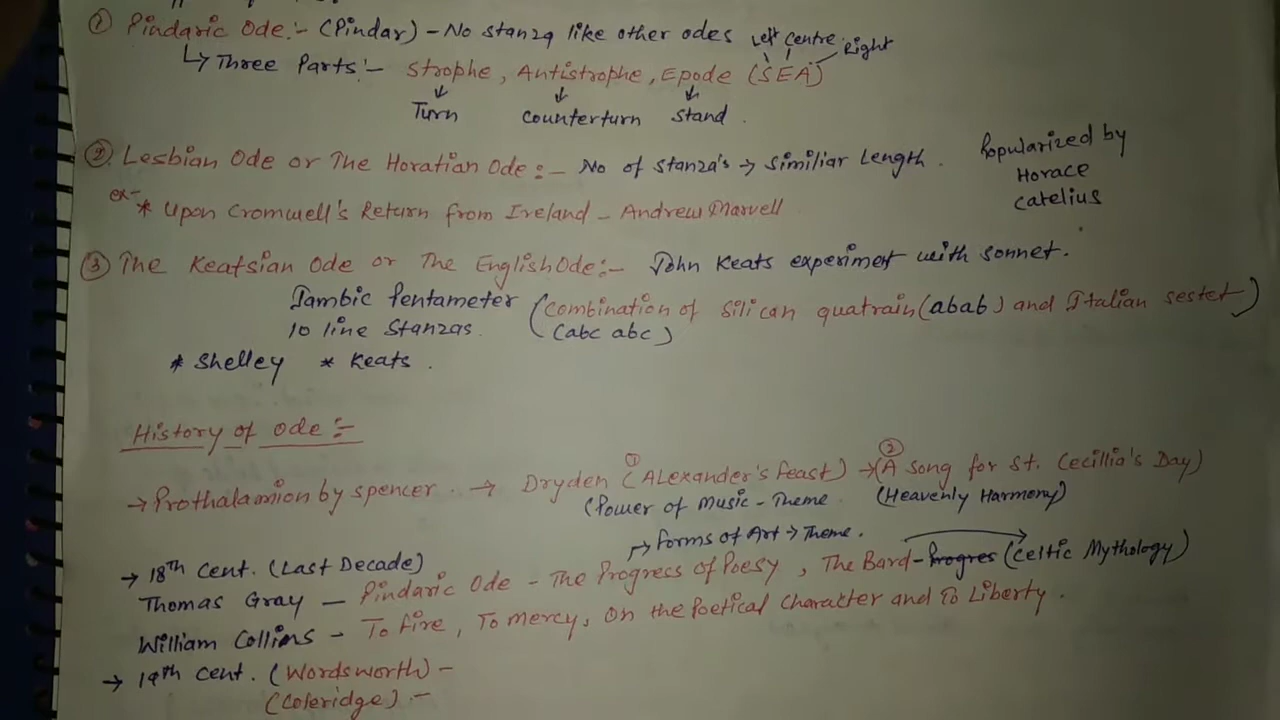 ① Pindaric Ode:- (Pindar) - No stanza like other odes Left Centre Right
↳ Three Parts:- Strophe, Antistrophe, Epode (SEA)
Turn Counterturn Stand.
② Lesbian Ode or The Horatian Ode:- No of Stanza's → Similiar Length.
Popularized by
Horace
Catelius
ex- * Upon Cromwell's Return from Ireland - Andrew Marvell
③ The Keatsian Ode or The English Ode:- John Keats experiment with sonnet.
Iambic Pentameter (Combination of Silican quatrain (abab) and Italian sestet)
10 line Stanzas. (cabc abc)
* Shelley * Keats.
History of Ode:-
→ Prothalamion by Spencer. → Dryden ① (Alexander's Feast) → ② (A Song for St. Cecillia's Day)
(Power of Music - Theme (Heavenly Harmony)
→ 18th Cent. (Last Decade) ↱ Forms of Art → Theme.
Thomas Gray - Pindaric Ode - The Progress of Poesy, The Bard - Progres (Celtic Mythology)
William Collins - To Fire, To Mercy, On the Poetical Character and To Liberty.
→ 19th Cent. (Wordsworth) -
(Coleridge) -